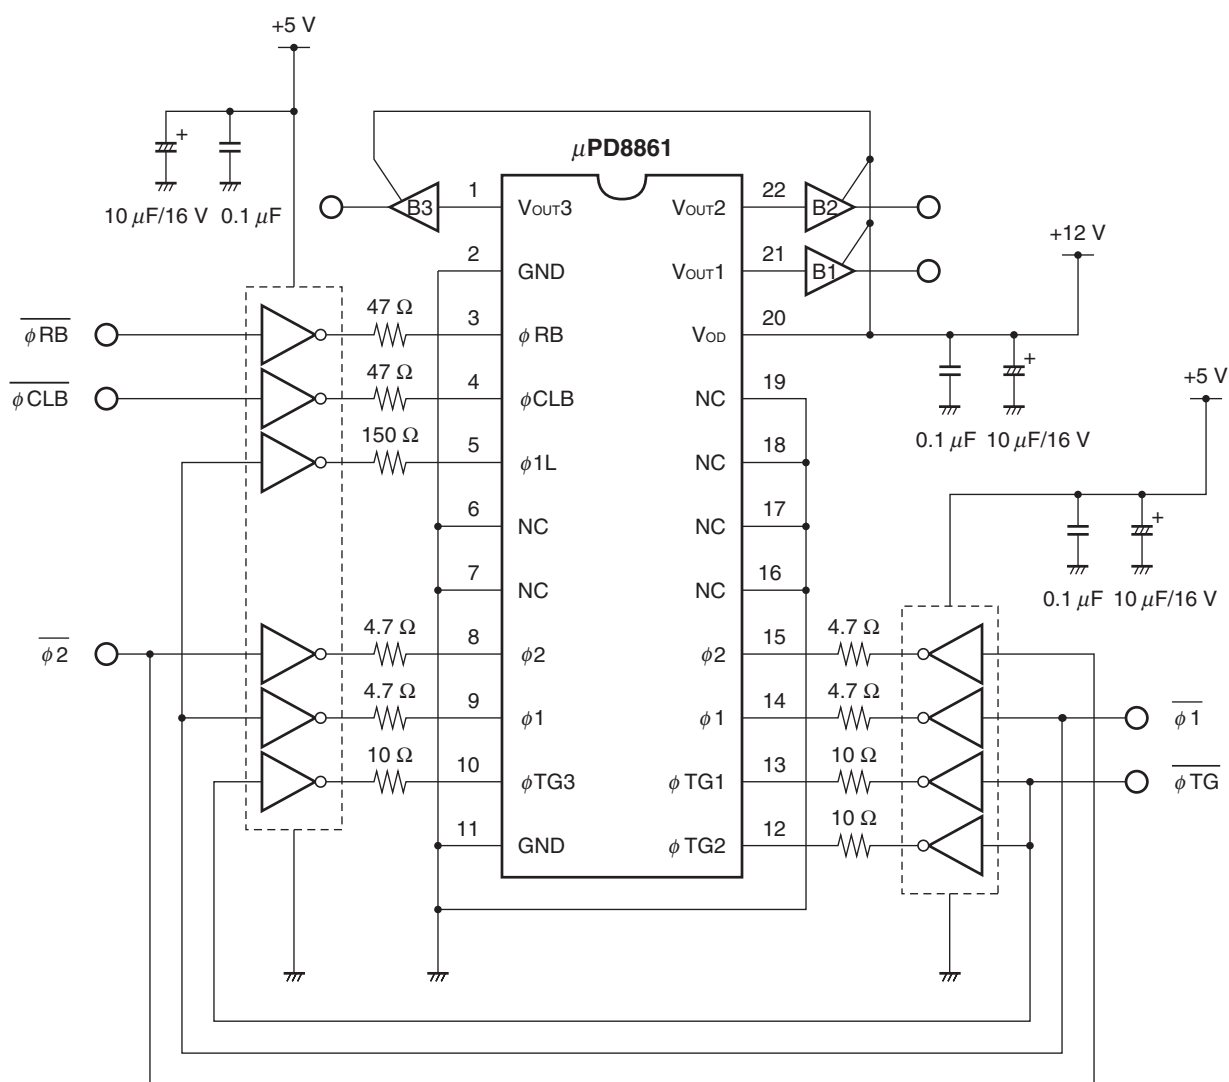 +5 V
10 μF/16 V 0.1 μF
+
μPD8861
B3 1 VOUT3 VOUT2 22 B2
2 GND VOUT1 21 B1
+12 V
φRB 47 Ω 3 φRB VOD 20
+
0.1 μF 10 μF/16 V
φCLB 47 Ω 4 φCLB NC 19
+5 V
150 Ω 5 φ1L NC 18
6 NC NC 17
+
0.1 μF 10 μF/16 V
7 NC NC 16
φ2 4.7 Ω 8 φ2 φ2 15 4.7 Ω
4.7 Ω 9 φ1 φ1 14 4.7 Ω φ1
10 Ω 10 φTG3 φTG1 13 10 Ω φTG
11 GND φTG2 12 10 Ω